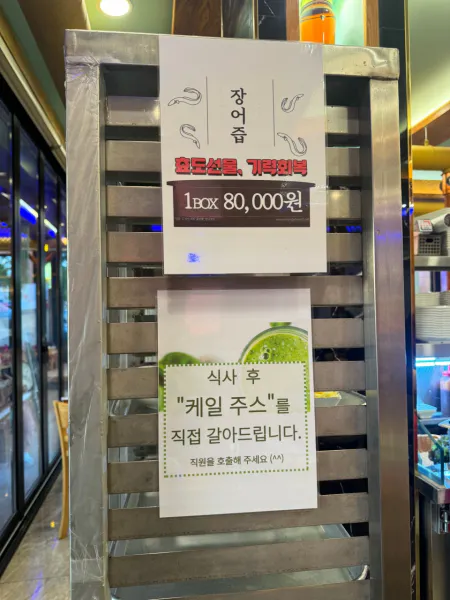 장어즙
효도선물, 기력회복
1BOX 80,000원
식사 후
"케일 주스"를
직접 갈아드립니다.
직원을 호출해 주세요 (^^)